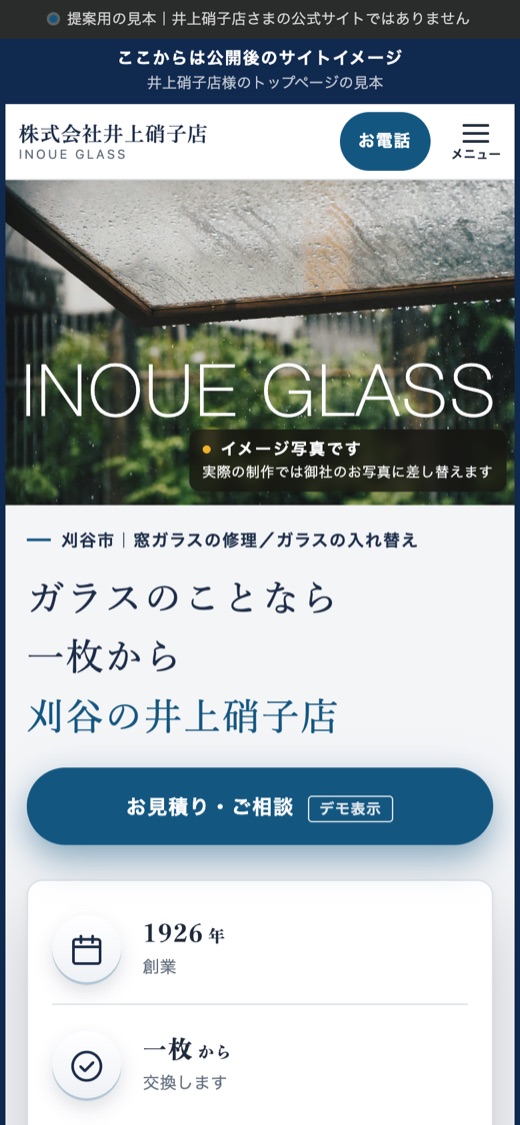 提案用の見本｜井上硝子店さまの公式サイトではありません
ここからは公開後のサイトイメージ
井上硝子店様のトップページの見本
株式会社井上硝子店
INOUE GLASS
お電話
メニュー
INOUE GLASS
イメージ写真です
実際の制作では御社のお写真に差し替えます
刈谷市｜窓ガラスの修理／ガラスの入れ替え
ガラスのことなら
一枚から
刈谷の井上硝子店
お見積り・ご相談 デモ表示
1926年
創業
一枚から
交換します